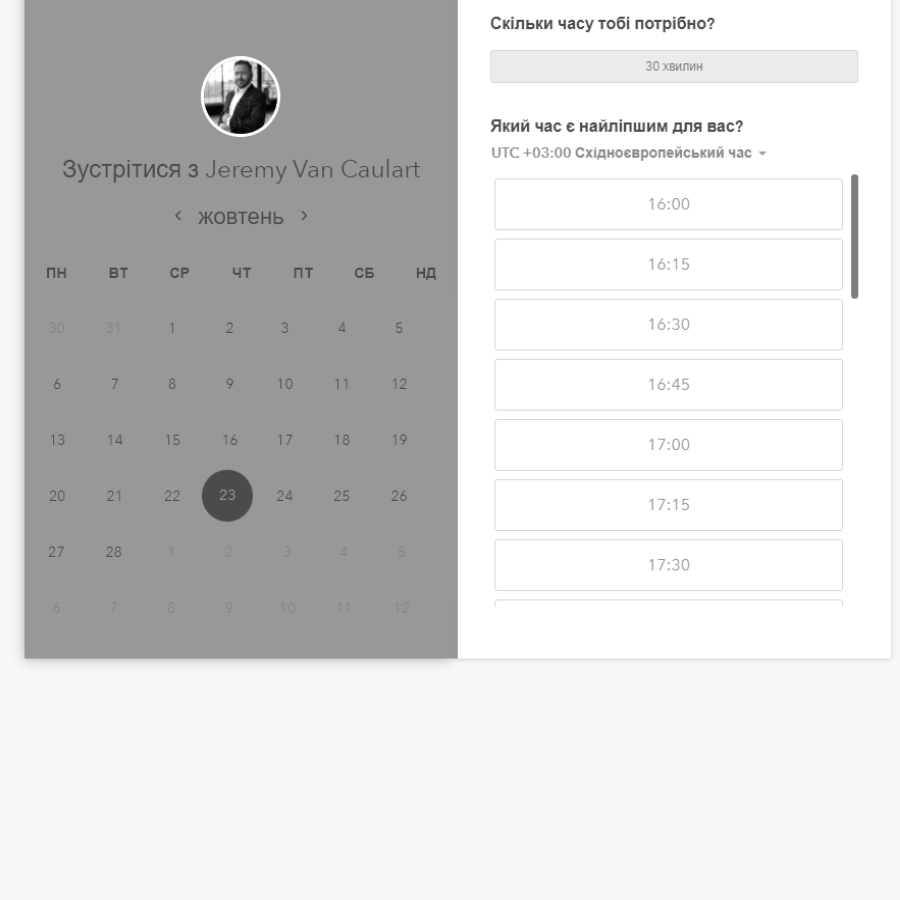 Зустрітися з Jeremy Van Caulart
жовтень
ПН ВТ СР ЧТ ПТ СБ НД
30 31 1 2 3 4 5
6 7 8 9 10 11 12
13 14 15 16 17 18 19
20 21 22 23 24 25 26
27 28 1 2 3 4 5
6 7 8 9 10 11 12
Скільки часу тобі потрібно?
30 хвилин
Який час є найліпшим для вас?
UTC +03:00 Східноєвропейський час
16:00
16:15
16:30
16:45
17:00
17:15
17:30